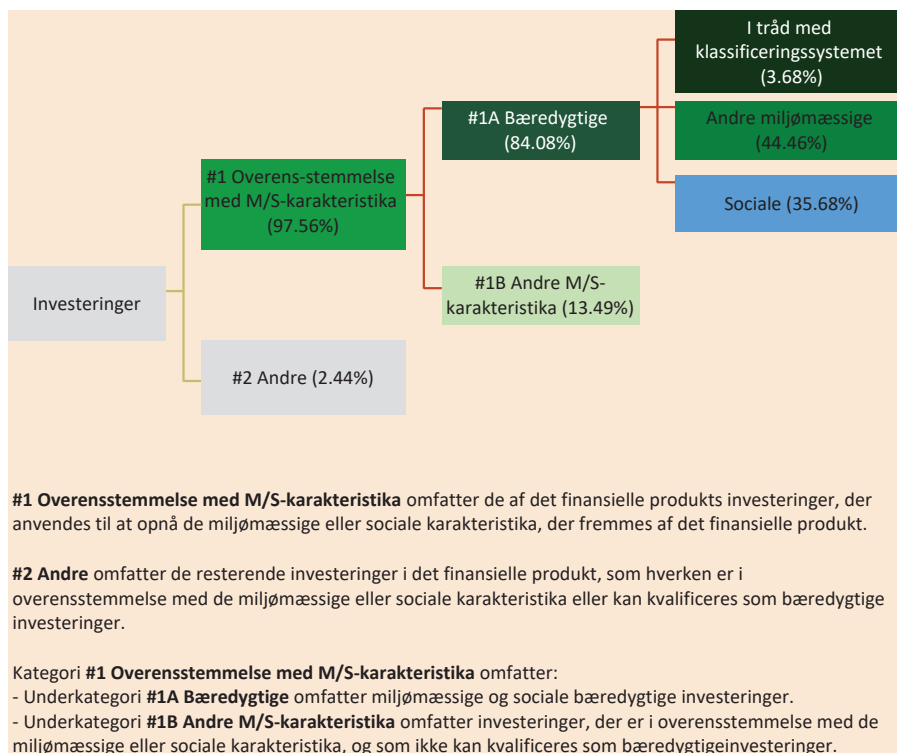 I tråd med
klassificeringssystemet
(3.68%)
#1A Bæredygtige
(84.08%)
Andre miljømæssige
(44.46%)
#1 Overens-stemmelse
med M/S-karakteristika
(97.56%)
Sociale (35.68%)
Investeringer
#1B Andre M/S-
karakteristika (13.49%)
#2 Andre (2.44%)
#1 Overensstemmelse med M/S-karakteristika omfatter de af det finansielle produkts investeringer, der
anvendes til at opnå de miljømæssige eller sociale karakteristika, der fremmes af det finansielle produkt.
#2 Andre omfatter de resterende investeringer i det finansielle produkt, som hverken er i
overensstemmelse med de miljømæssige eller sociale karakteristika eller kan kvalificeres som bæredygtige
investeringer.
Kategori #1 Overensstemmelse med M/S-karakteristika omfatter:
- Underkategori #1A Bæredygtige omfatter miljømæssige og sociale bæredygtige investeringer.
- Underkategori #1B Andre M/S-karakteristika omfatter investeringer, der er i overensstemmelse med de
miljømæssige eller sociale karakteristika, og som ikke kan kvalificeres som bæredygtigeinvesteringer.